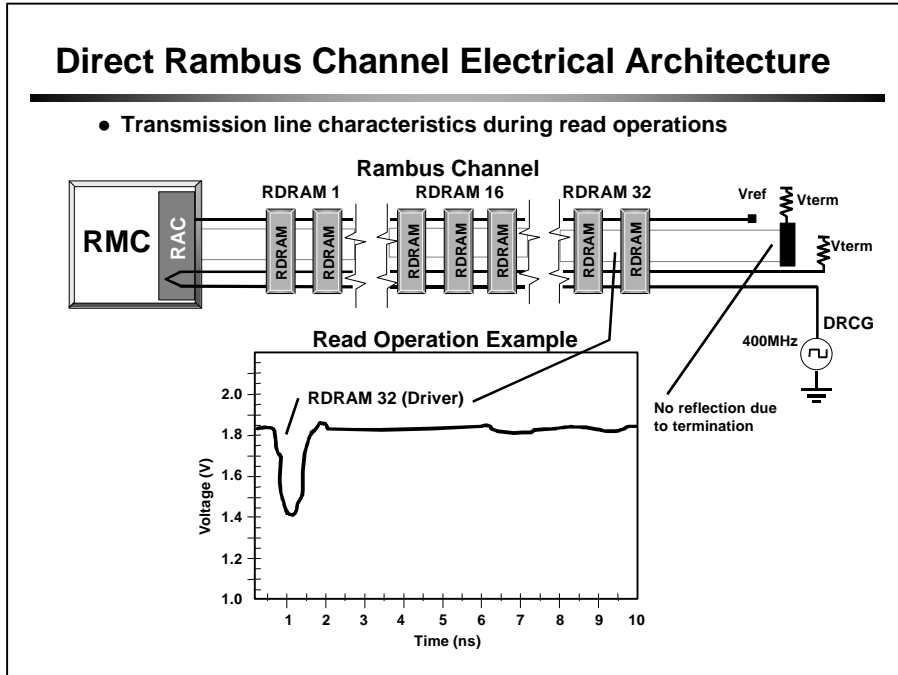 Direct Rambus Channel Electrical Architecture
● Transmission line characteristics during read operations
Rambus Channel
RDRAM 1
RDRAM 16
RDRAM 32
Vref
Vterm
RMC
RAC
RDRAM
RDRAM
RDRAM
RDRAM
RDRAM
RDRAM
RDRAM
Vterm
DRCG
400MHz
Read Operation Example
RDRAM 32 (Driver)
No reflection due
to termination
Voltage (V)
2.0
1.8
1.6
1.4
1.2
1.0
1 2 3 4 5 6 7 8 9 10
Time (ns)